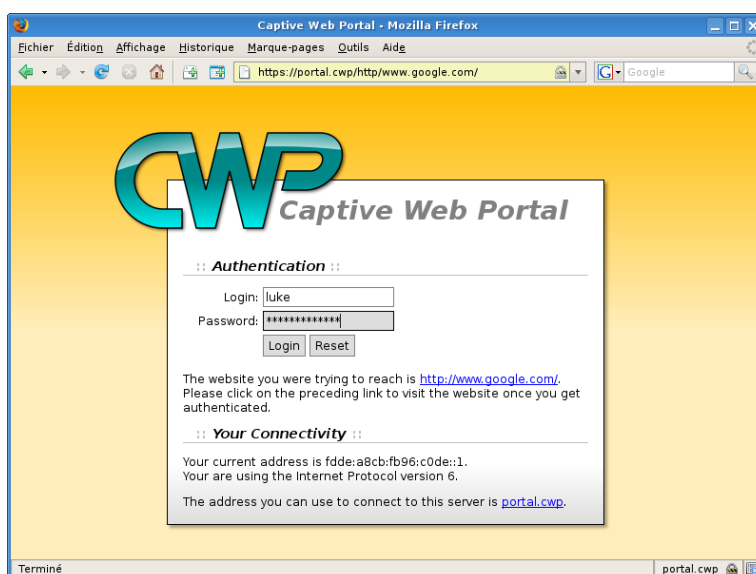 Captive Web Portal - Mozilla Firefox
Fichier Édition Affichage Historique Marque-pages Outils Aide
https://portal.cwp/http/www.google.com/ G Google
CWP
Captive Web Portal
:: Authentication ::
Login: luke
Password: *************
Login Reset
The website you were trying to reach is http://www.google.com/.
Please click on the preceding link to visit the website once you get
authenticated.
:: Your Connectivity ::
Your current address is fdde:a8cb:fb96:c0de::1.
Your are using the Internet Protocol version 6.
The address you can use to connect to this server is portal.cwp.
Terminé portal.cwp